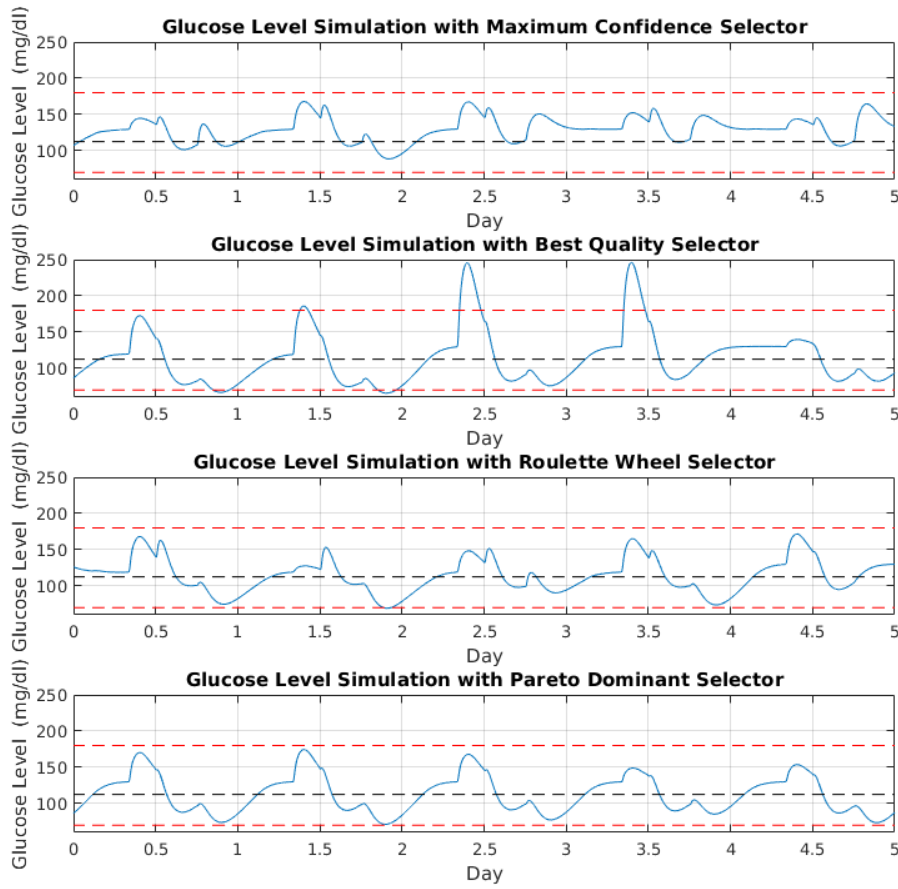 Glucose Level Simulation with Maximum Confidence Selector
Glucose Level (mg/dl)
250
200
150
100
0 0.5 1 1.5 2 2.5 3 3.5 4 4.5 5
Day
Glucose Level Simulation with Best Quality Selector
Glucose Level (mg/dl)
250
200
150
100
0 0.5 1 1.5 2 2.5 3 3.5 4 4.5 5
Day
Glucose Level Simulation with Roulette Wheel Selector
Glucose Level (mg/dl)
250
200
150
100
0 0.5 1 1.5 2 2.5 3 3.5 4 4.5 5
Day
Glucose Level Simulation with Pareto Dominant Selector
Glucose Level (mg/dl)
250
200
150
100
0 0.5 1 1.5 2 2.5 3 3.5 4 4.5 5
Day